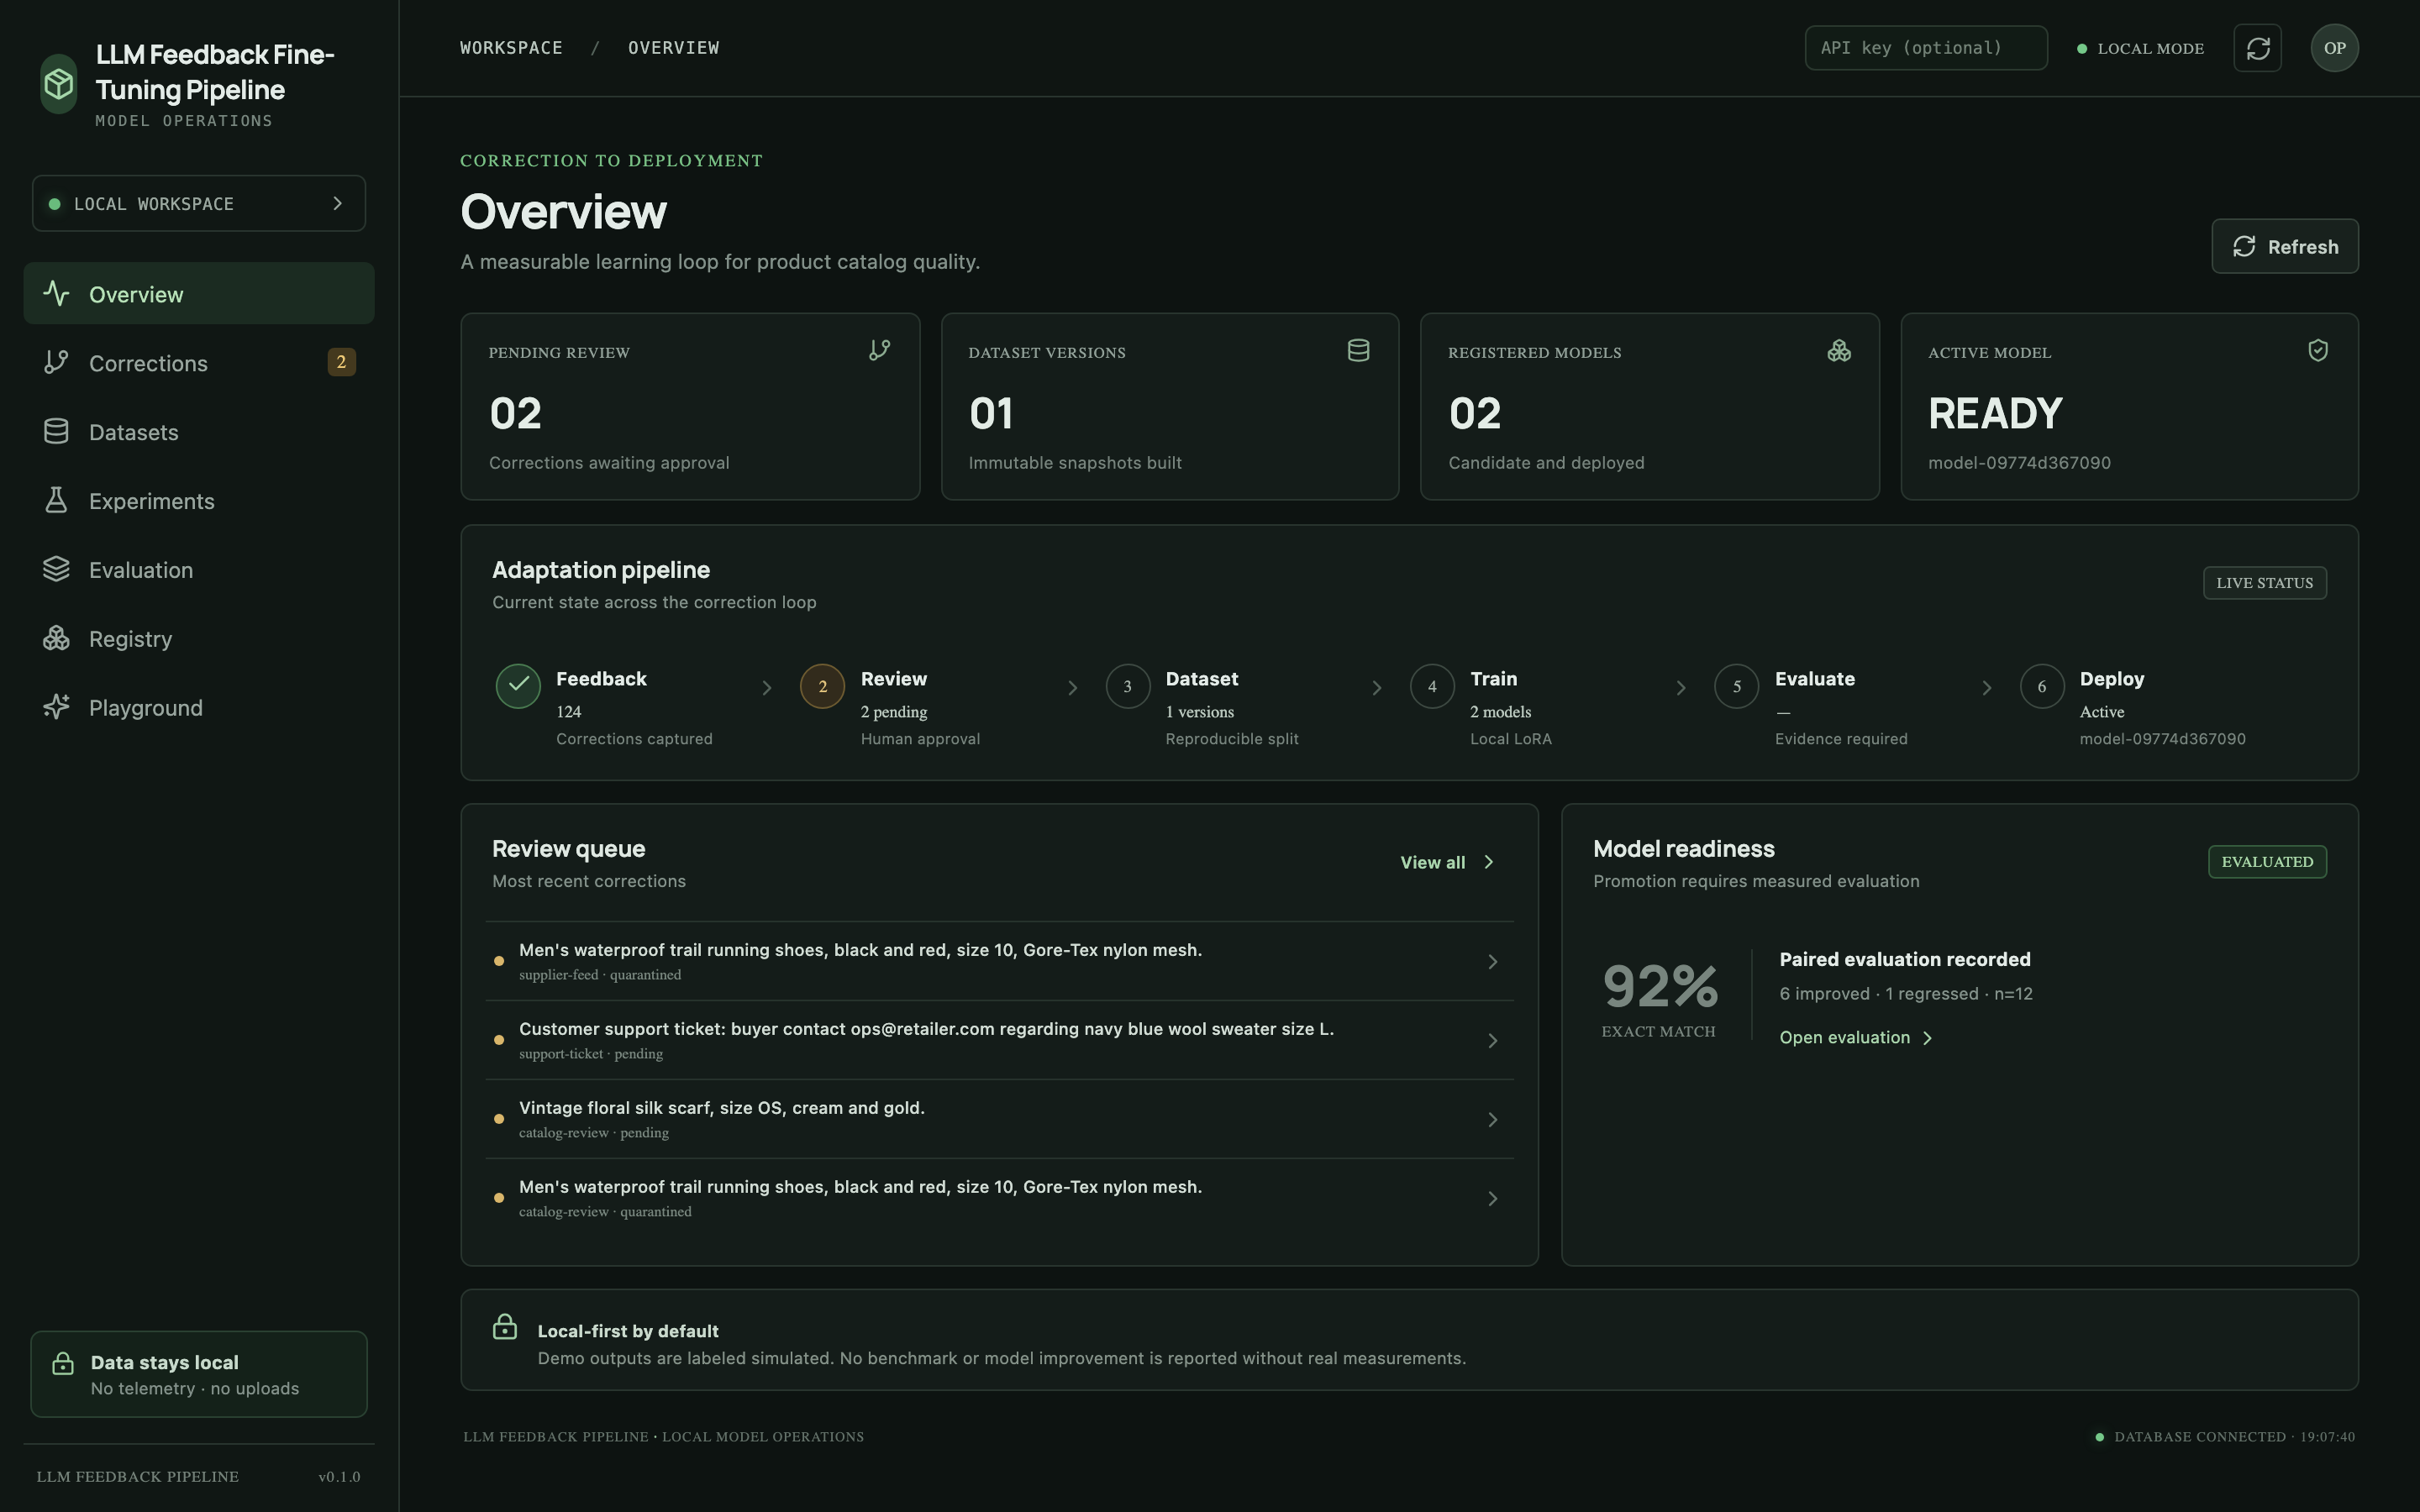 LLM Feedback Fine-
Tuning Pipeline
MODEL OPERATIONS
LOCAL WORKSPACE
Overview
Corrections 2
Datasets
Experiments
Evaluation
Registry
Playground
Data stays local
No telemetry · no uploads
LLM FEEDBACK PIPELINE v0.1.0
WORKSPACE / OVERVIEW
API key (optional)
LOCAL MODE
OP
CORRECTION TO DEPLOYMENT
Overview
A measurable learning loop for product catalog quality.
Refresh
PENDING REVIEW
02
Corrections awaiting approval
DATASET VERSIONS
01
Immutable snapshots built
REGISTERED MODELS
02
Candidate and deployed
ACTIVE MODEL
READY
model-09774d367090
Adaptation pipeline
Current state across the correction loop
LIVE STATUS
Feedback
124
Corrections captured
2
Review
2 pending
Human approval
3
Dataset
1 versions
Reproducible split
4
Train
2 models
Local LoRA
5
Evaluate
—
Evidence required
6
Deploy
Active
model-09774d367090
Review queue
Most recent corrections
View all
Men's waterproof trail running shoes, black and red, size 10, Gore-Tex nylon mesh.
supplier-feed · quarantined
Customer support ticket: buyer contact ops@retailer.com regarding navy blue wool sweater size L.
support-ticket · pending
Vintage floral silk scarf, size OS, cream and gold.
catalog-review · pending
Men's waterproof trail running shoes, black and red, size 10, Gore-Tex nylon mesh.
catalog-review · quarantined
Model readiness
Promotion requires measured evaluation
EVALUATED
92%
EXACT MATCH
Paired evaluation recorded
6 improved · 1 regressed · n=12
Open evaluation
Local-first by default
Demo outputs are labeled simulated. No benchmark or model improvement is reported without real measurements.
LLM FEEDBACK PIPELINE · LOCAL MODEL OPERATIONS
DATABASE CONNECTED · 19:07:40